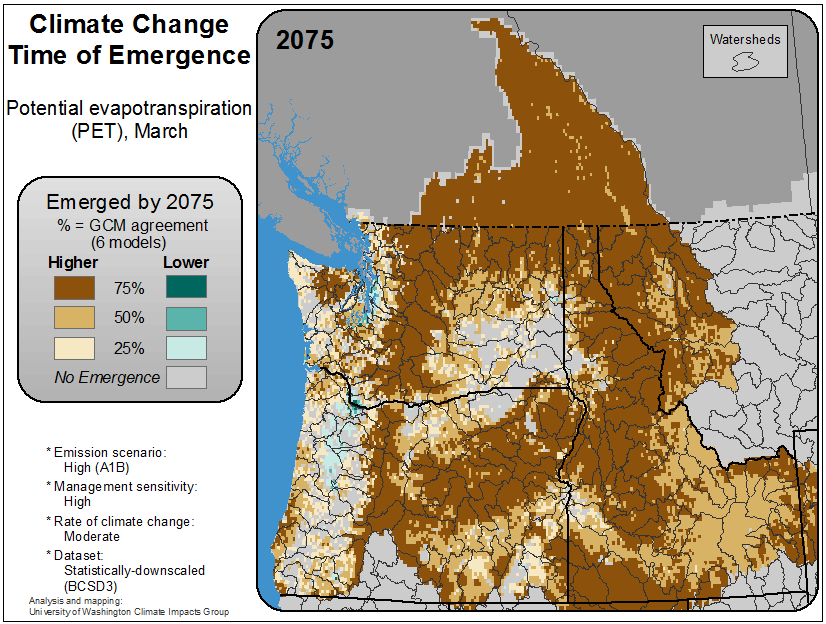 Climate Change
Time of Emergence
Potential evapotranspiration
(PET), March
Emerged by 2075
% = GCM agreement
(6 models)
Higher Lower
75%
50%
25%
No Emergence
* Emission scenario:
High (A1B)
* Management sensitivity:
High
* Rate of climate change:
Moderate
* Dataset:
Statistically-downscaled
(BCSD3)
Analysis and mapping:
University of Washington Climate Impacts Group
2075
Watersheds